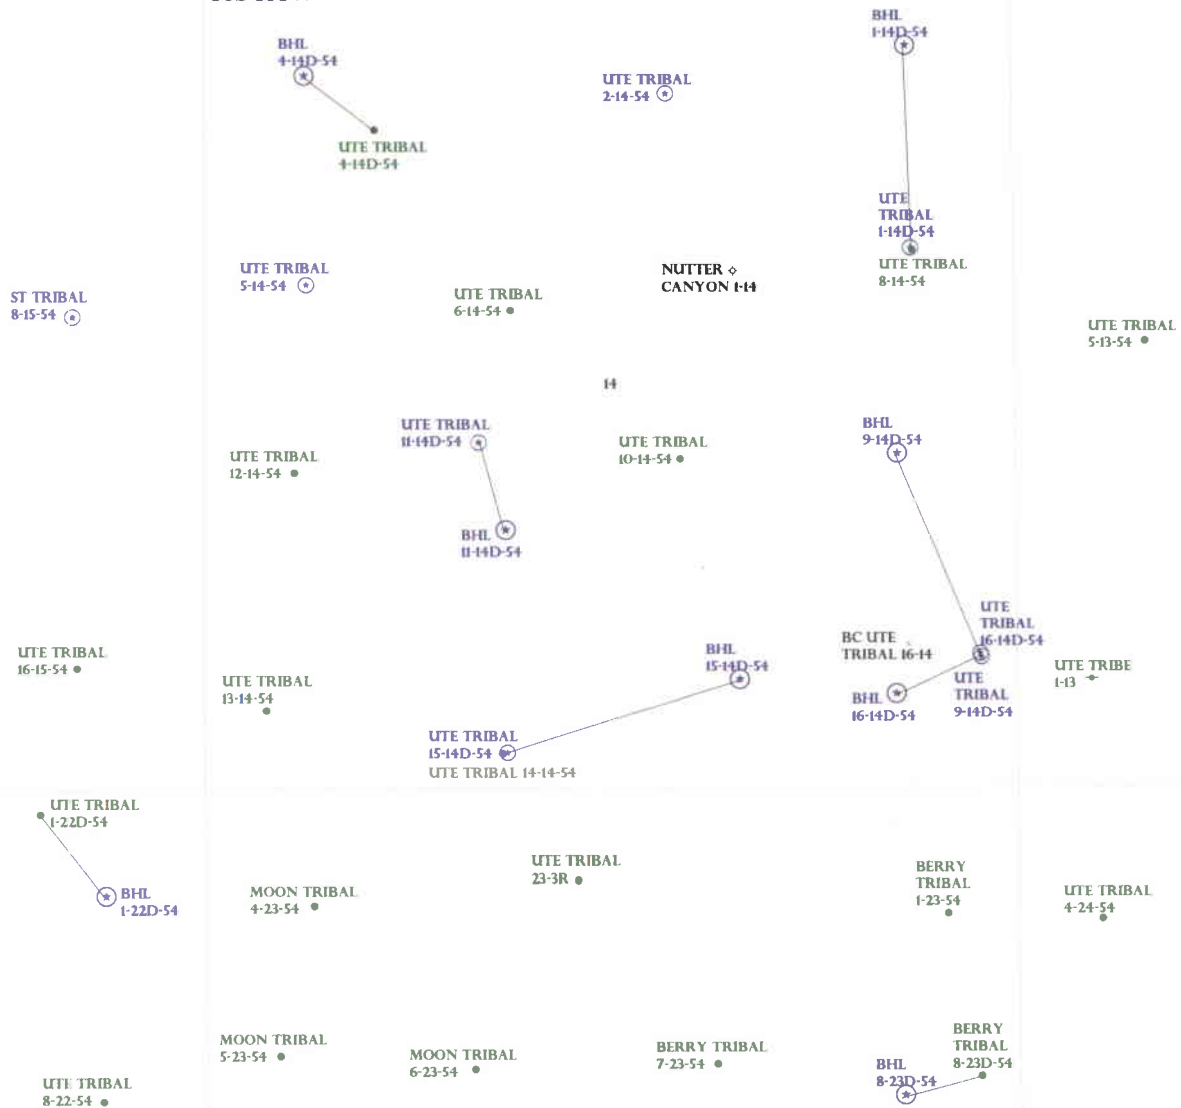 BHL
4-14D-54
UTE TRIBAL
4-14D-54
UTE TRIBAL
2-14-54
BHL
1-14D-54
UTE
TRIBAL
1-14D-54
UTE TRIBAL
8-14-54
ST TRIBAL
8-15-54
UTE TRIBAL
5-14-54
UTE TRIBAL
6-14-54
NUTTER
CANYON 1-14
UTE TRIBAL
5-13-54
14
UTE TRIBAL
12-14-54
UTE TRIBAL
11-14D-54
BHL
11-14D-54
UTE TRIBAL
10-14-54
BHL
9-14D-54
UTE TRIBAL
16-15-54
UTE TRIBAL
13-14-54
UTE TRIBAL
15-14D-54
UTE TRIBAL 14-14-54
BHL
15-14D-54
BC UTE
TRIBAL 16-14
BHL
16-14D-54
UTE
TRIBAL
16-14D-54
UTE
TRIBAL
9-14D-54
UTE TRIBE
1-13
UTE TRIBAL
1-22D-54
BHL
1-22D-54
MOON TRIBAL
4-23-54
UTE TRIBAL
23-3R
BERRY
TRIBAL
1-23-54
UTE TRIBAL
4-24-54
UTE TRIBAL
8-22-54
MOON TRIBAL
5-23-54
MOON TRIBAL
6-23-54
BERRY TRIBAL
7-23-54
BHL
8-23D-54
BERRY
TRIBAL
8-23D-54